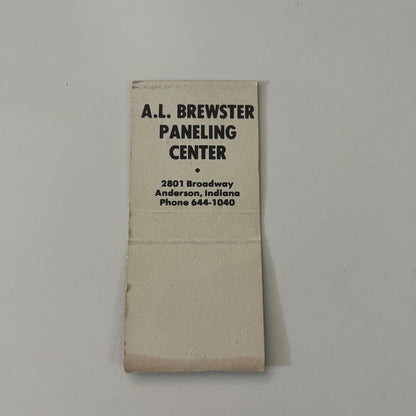 A.L. BREWSTER
PANELING
CENTER
•
2801 Broadway
Anderson, Indiana
Phone 644-1040